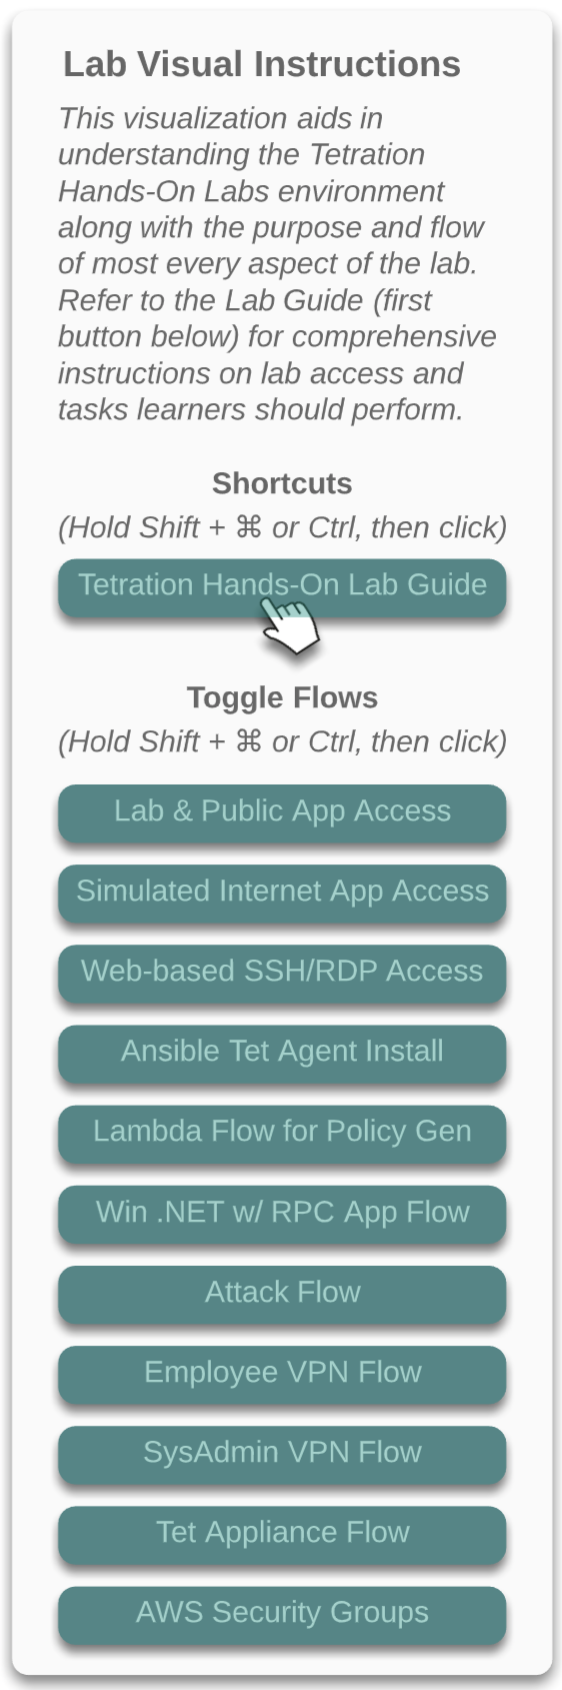 Lab Visual Instructions
This visualization aids in
understanding the Tetration
Hands-On Labs environment
along with the purpose and flow
of most every aspect of the lab.
Refer to the Lab Guide (first
button below) for comprehensive
instructions on lab access and
tasks learners should perform.
Shortcuts
(Hold Shift + ⌘ or Ctrl, then click)
Tetration Hands-On Lab Guide
Toggle Flows
(Hold Shift + ⌘ or Ctrl, then click)
Lab & Public App Access
Simulated Internet App Access
Web-based SSH/RDP Access
Ansible Tet Agent Install
Lambda Flow for Policy Gen
Win .NET w/ RPC App Flow
Attack Flow
Employee VPN Flow
SysAdmin VPN Flow
Tet Appliance Flow
AWS Security Groups